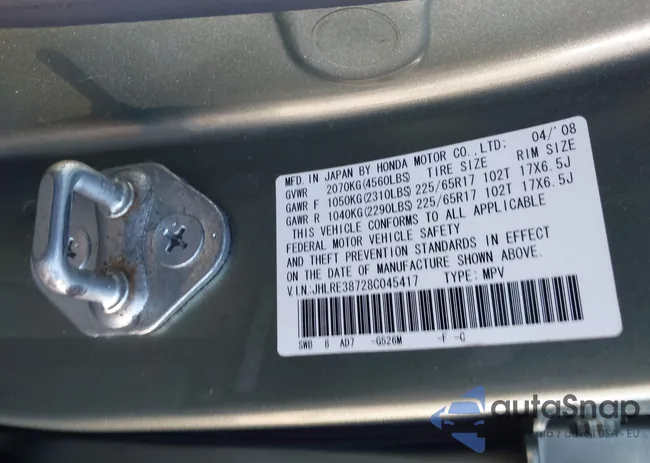 MFD. IN JAPAN BY HONDA MOTOR CO., LTD: 04/'08
GVWR 2070KG(4560LBS) TIRE SIZE RIM SIZE
GAWR F 1050KG(2310LBS) 225/65R17 102T 17X6.5J
GAWR R 1040KG(2290LBS) 225/65R17 102T 17X6.5J
THIS VEHICLE CONFORMS TO ALL APPLICABLE
FEDERAL MOTOR VEHICLE SAFETY
AND THEFT PREVENTION STANDARDS IN EFFECT
ON THE DATE OF MANUFACTURE SHOWN ABOVE.
V.I.N:JHLRE38728C045417 TYPE: MPV
SWB 8 AD7 -G526M -F -C
autoSnap
USA · EU